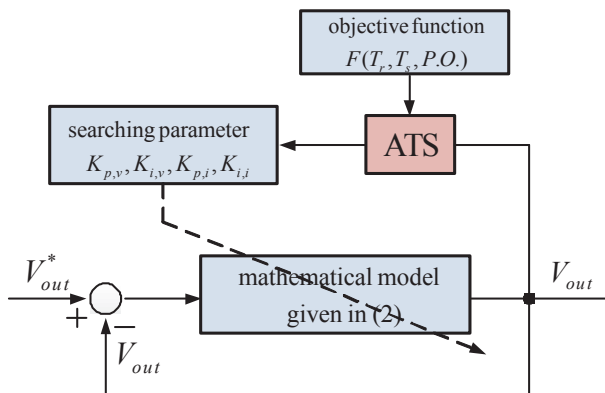 objective function
F(T_r, T_s, P.O.)
searching parameter
K_{p,v}, K_{i,v}, K_{p,i}, K_{i,i}
ATS
V^*_{out}
+
−
V_{out}
mathematical model
given in (2)
V_{out}